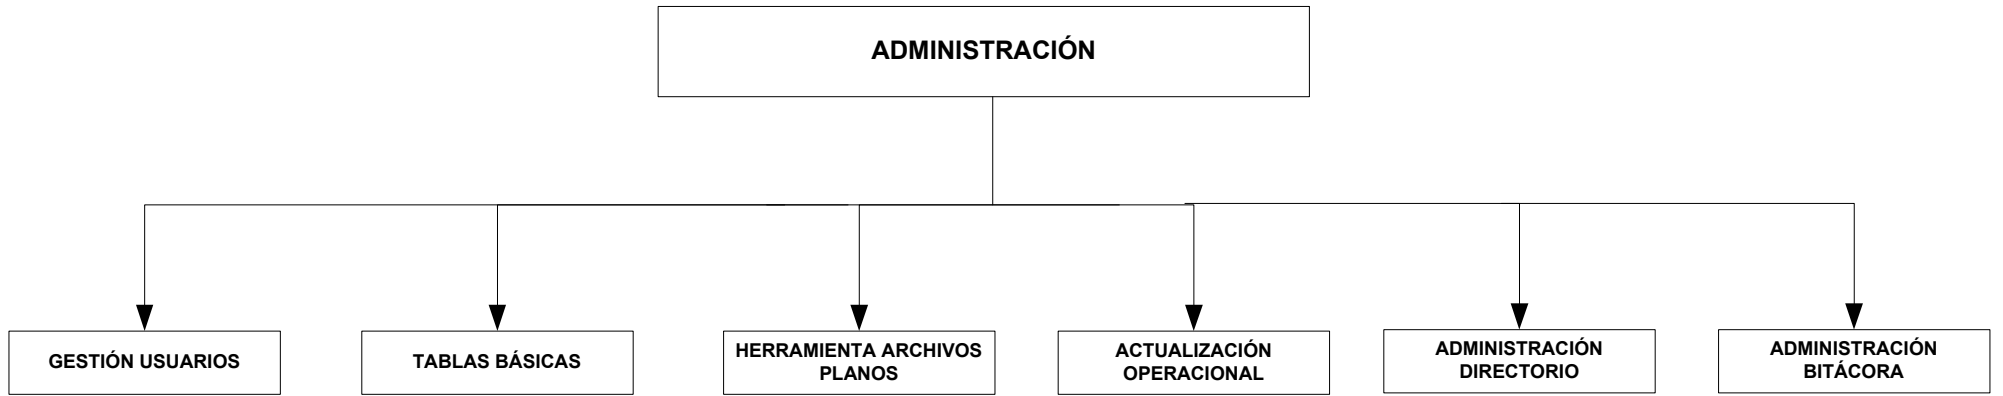 ADMINISTRACIÓN
GESTIÓN USUARIOS
TABLAS BÁSICAS
HERRAMIENTA ARCHIVOS
PLANOS
ACTUALIZACIÓN
OPERACIONAL
ADMINISTRACIÓN
DIRECTORIO
ADMINISTRACIÓN
BITÁCORA